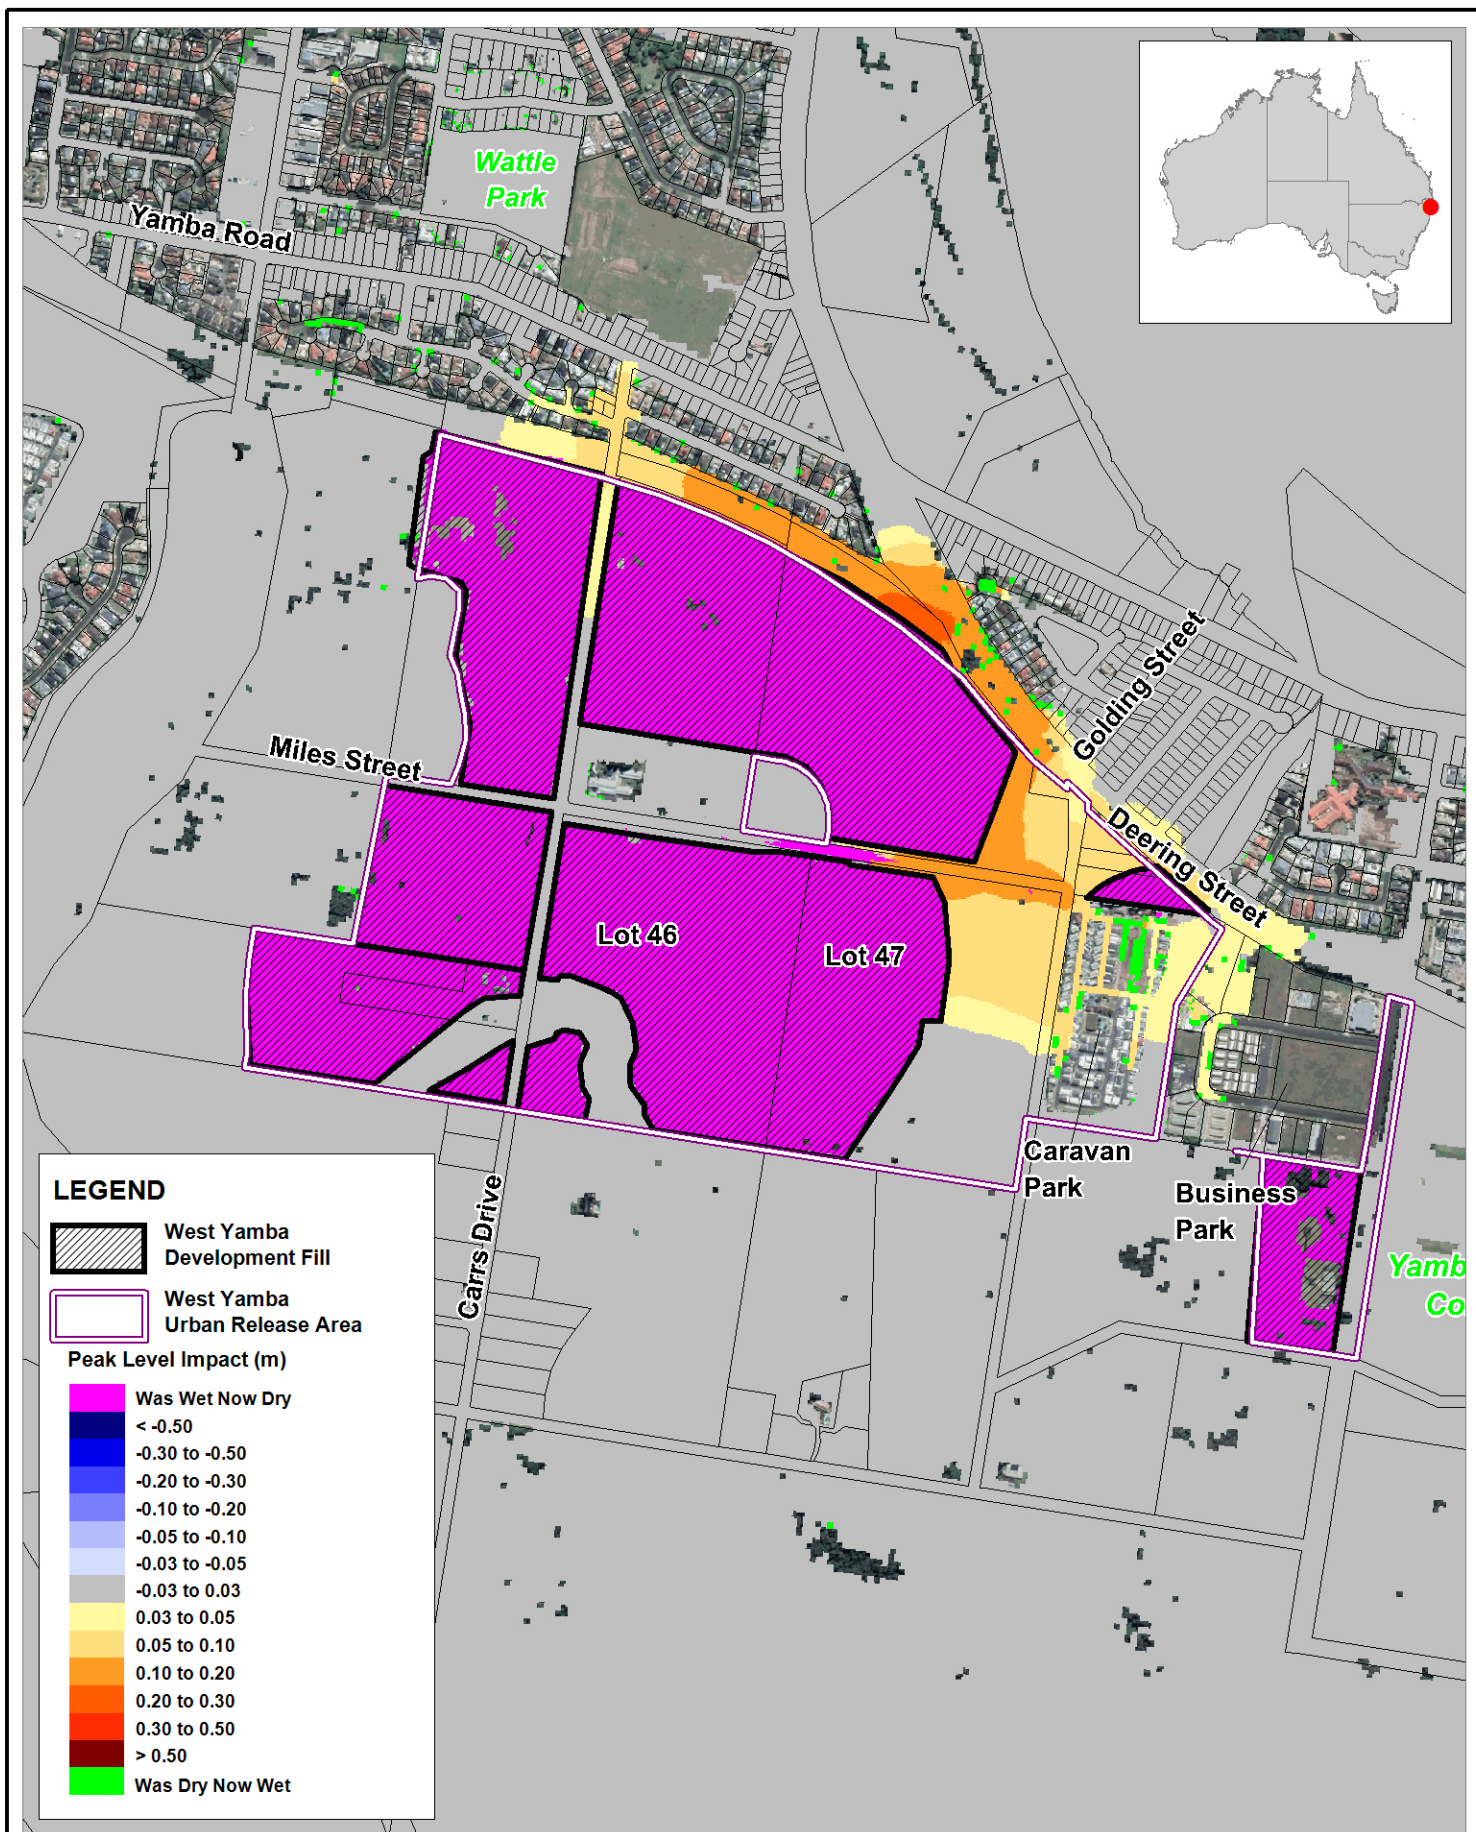 Wattle
Park
Yamba Road
Golding Street
Miles Street
Deering Street
Lot 46
Lot 47
Caravan
Park
Business
Park
Carrs Drive
Yamb
Co
LEGEND
West Yamba
Development Fill
West Yamba
Urban Release Area
Peak Level Impact (m)
Was Wet Now Dry
< -0.50
-0.30 to -0.50
-0.20 to -0.30
-0.10 to -0.20
-0.05 to -0.10
-0.03 to -0.05
-0.03 to 0.03
0.03 to 0.05
0.05 to 0.10
0.10 to 0.20
0.20 to 0.30
0.30 to 0.50
> 0.50
Was Dry Now Wet